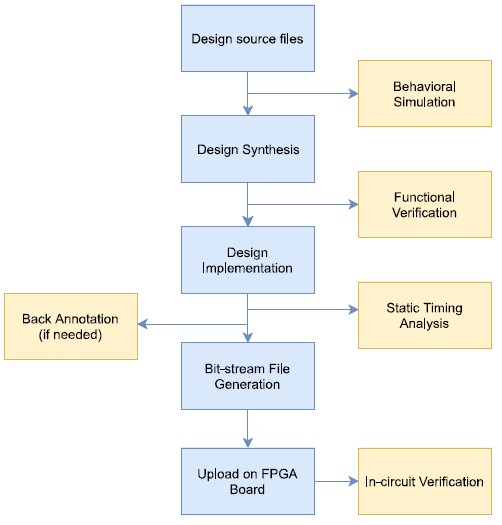 Design source files
Behavioral
Simulation
Design Synthesis
Functional
Verification
Design
Implementation
Static Timing
Analysis
Back Annotation
(if needed)
Bit-stream File
Generation
Upload on FPGA
Board
In-circuit Verification